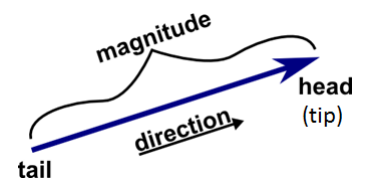 magnitude
head
(tip)
direction
tail